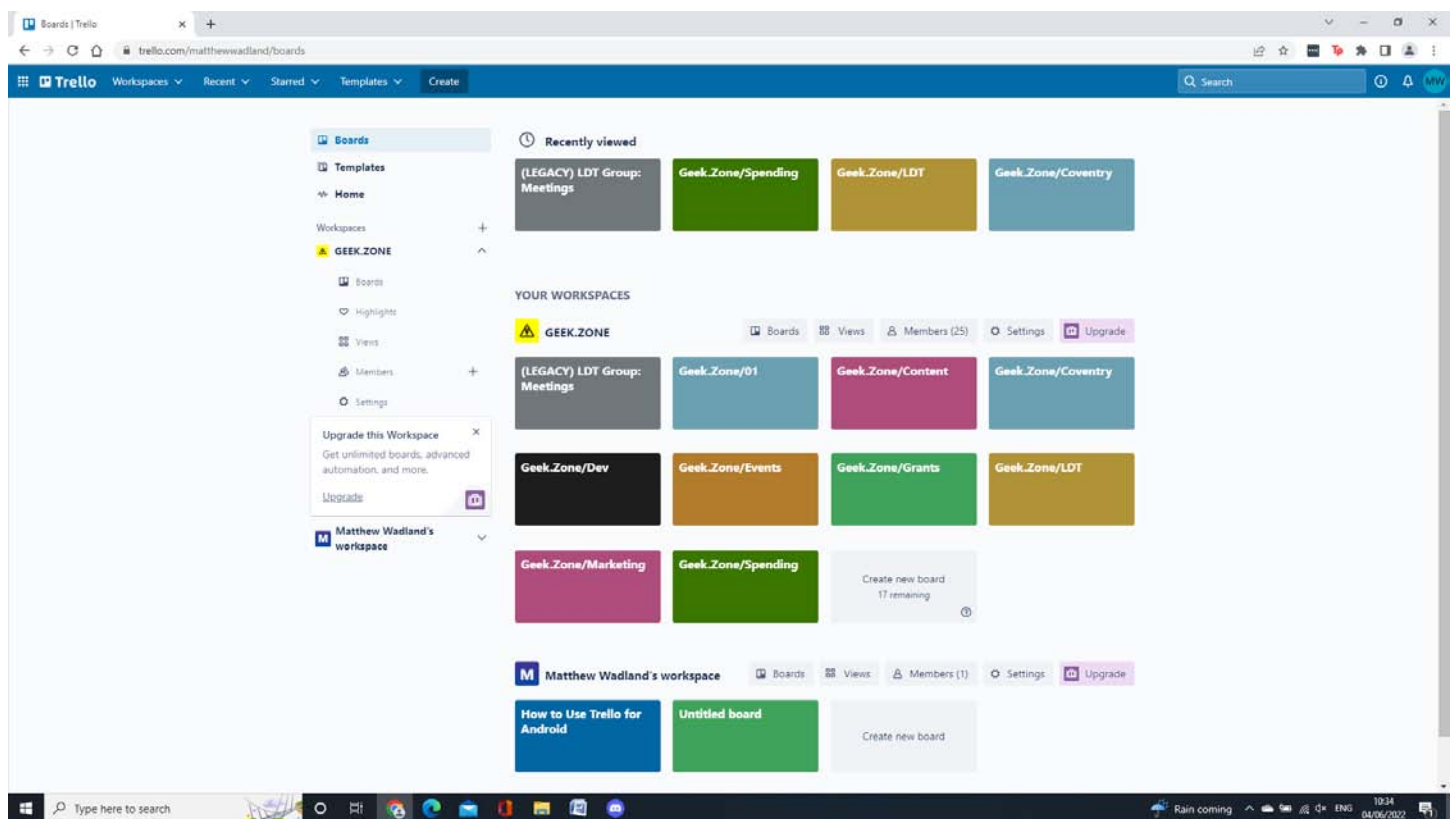 Boards | Trello
trello.com/matthewwadland/boards
Trello Workspaces Recent Starred Templates Create Search MW
Boards
Templates
Home
Workspaces
GEEK.ZONE
Boards
Highlights
Views
Members
Settings
Upgrade this Workspace
Get unlimited boards, advanced
automation, and more.
Upgrade
M Matthew Wadland's
workspace
Recently viewed
(LEGACY) LDT Group:
Meetings
Geek.Zone/Spending
Geek.Zone/LDT
Geek.Zone/Coventry
YOUR WORKSPACES
GEEK.ZONE Boards Views Members (25) Settings Upgrade
(LEGACY) LDT Group:
Meetings
Geek.Zone/01
Geek.Zone/Content
Geek.Zone/Coventry
Geek.Zone/Dev
Geek.Zone/Events
Geek.Zone/Grants
Geek.Zone/LDT
Geek.Zone/Marketing
Geek.Zone/Spending
Create new board
17 remaining
M Matthew Wadland's workspace Boards Views Members (1) Settings Upgrade
How to Use Trello for
Android
Untitled board
Create new board
Type here to search
Rain coming ENG
10:34
04/06/2022